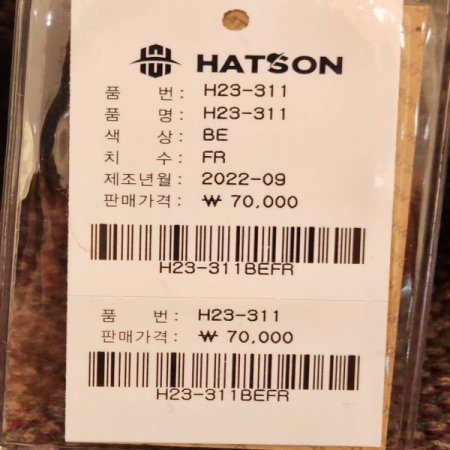 HATSON
품 번 : H23-311
품 명 : H23-311
색 상 : BE
치 수 : FR
제조년월 : 2022-09
판매가격 : ₩ 70,000
H23-311BEFR
품 번 : H23-311
판매가격 : ₩ 70,000
H23-311BEFR